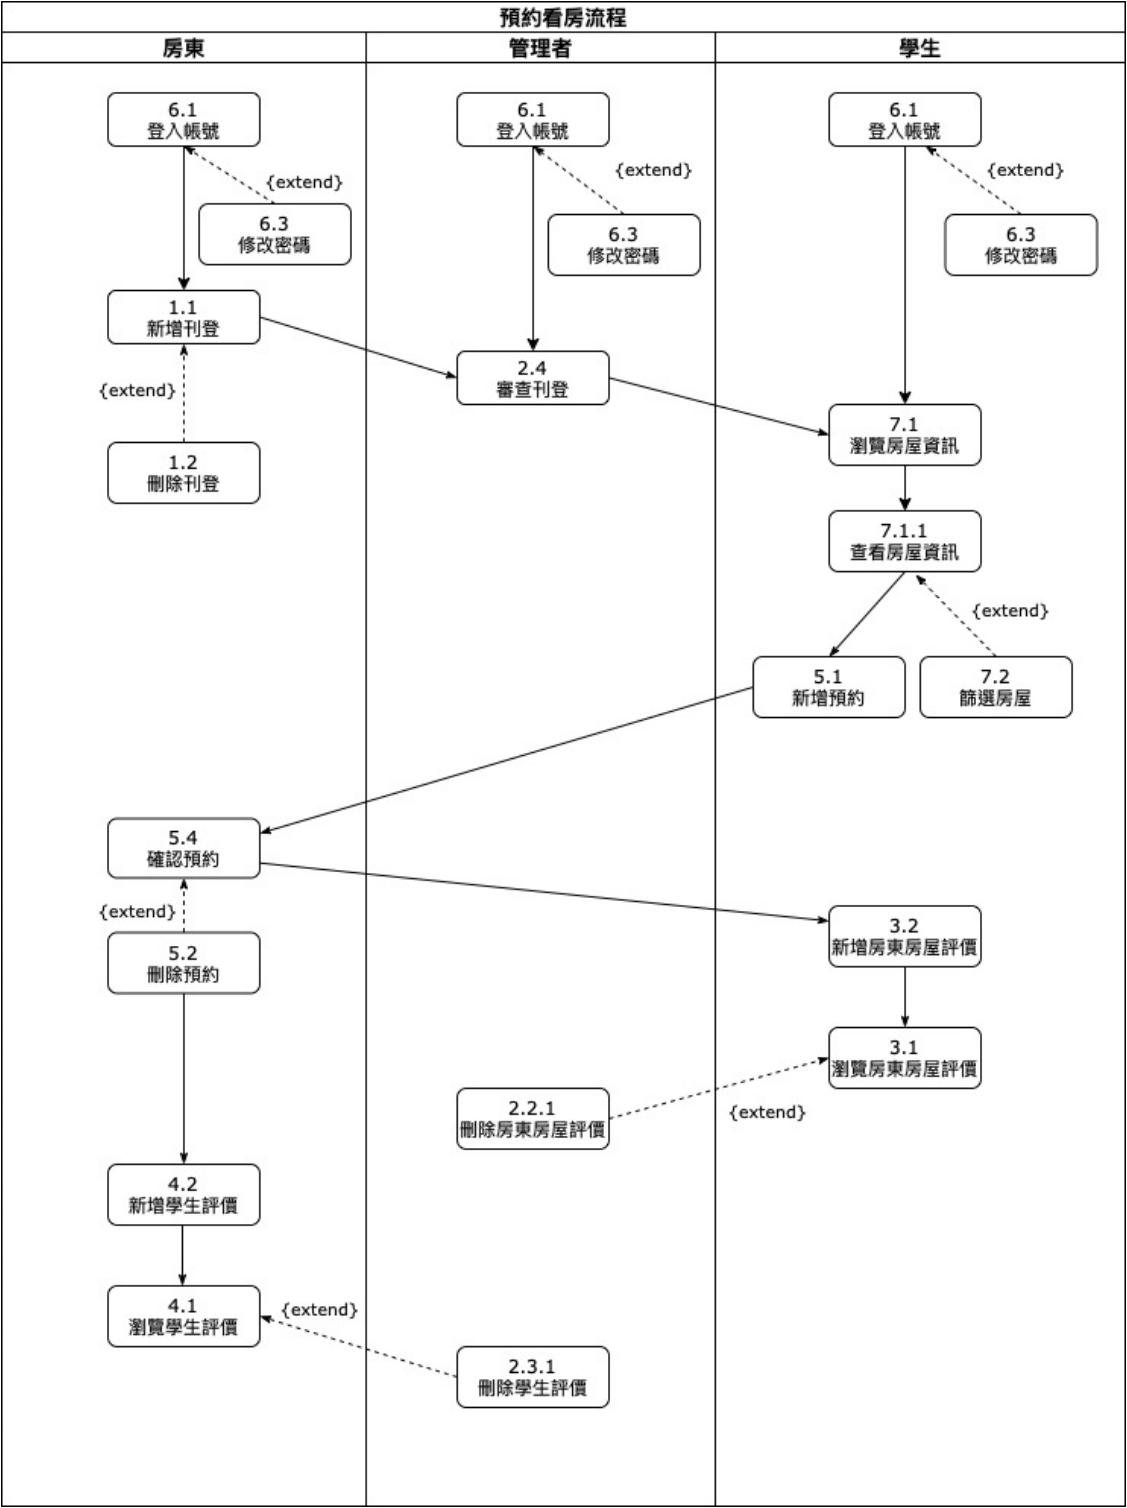 預約看房流程
房東
管理者
學生
6.1
登入帳號
6.1
登入帳號
6.1
登入帳號
{extend}
{extend}
{extend}
6.3
修改密碼
6.3
修改密碼
6.3
修改密碼
1.1
新增刊登
2.4
審查刊登
{extend}
7.1
瀏覽房屋資訊
1.2
刪除刊登
7.1.1
查看房屋資訊
{extend}
5.1
新增預約
7.2
篩選房屋
5.4
確認預約
{extend}
3.2
新增房東房屋評價
5.2
刪除預約
3.1
瀏覽房東房屋評價
2.2.1
刪除房東房屋評價
{extend}
4.2
新增學生評價
4.1
瀏覽學生評價
{extend}
2.3.1
刪除學生評價